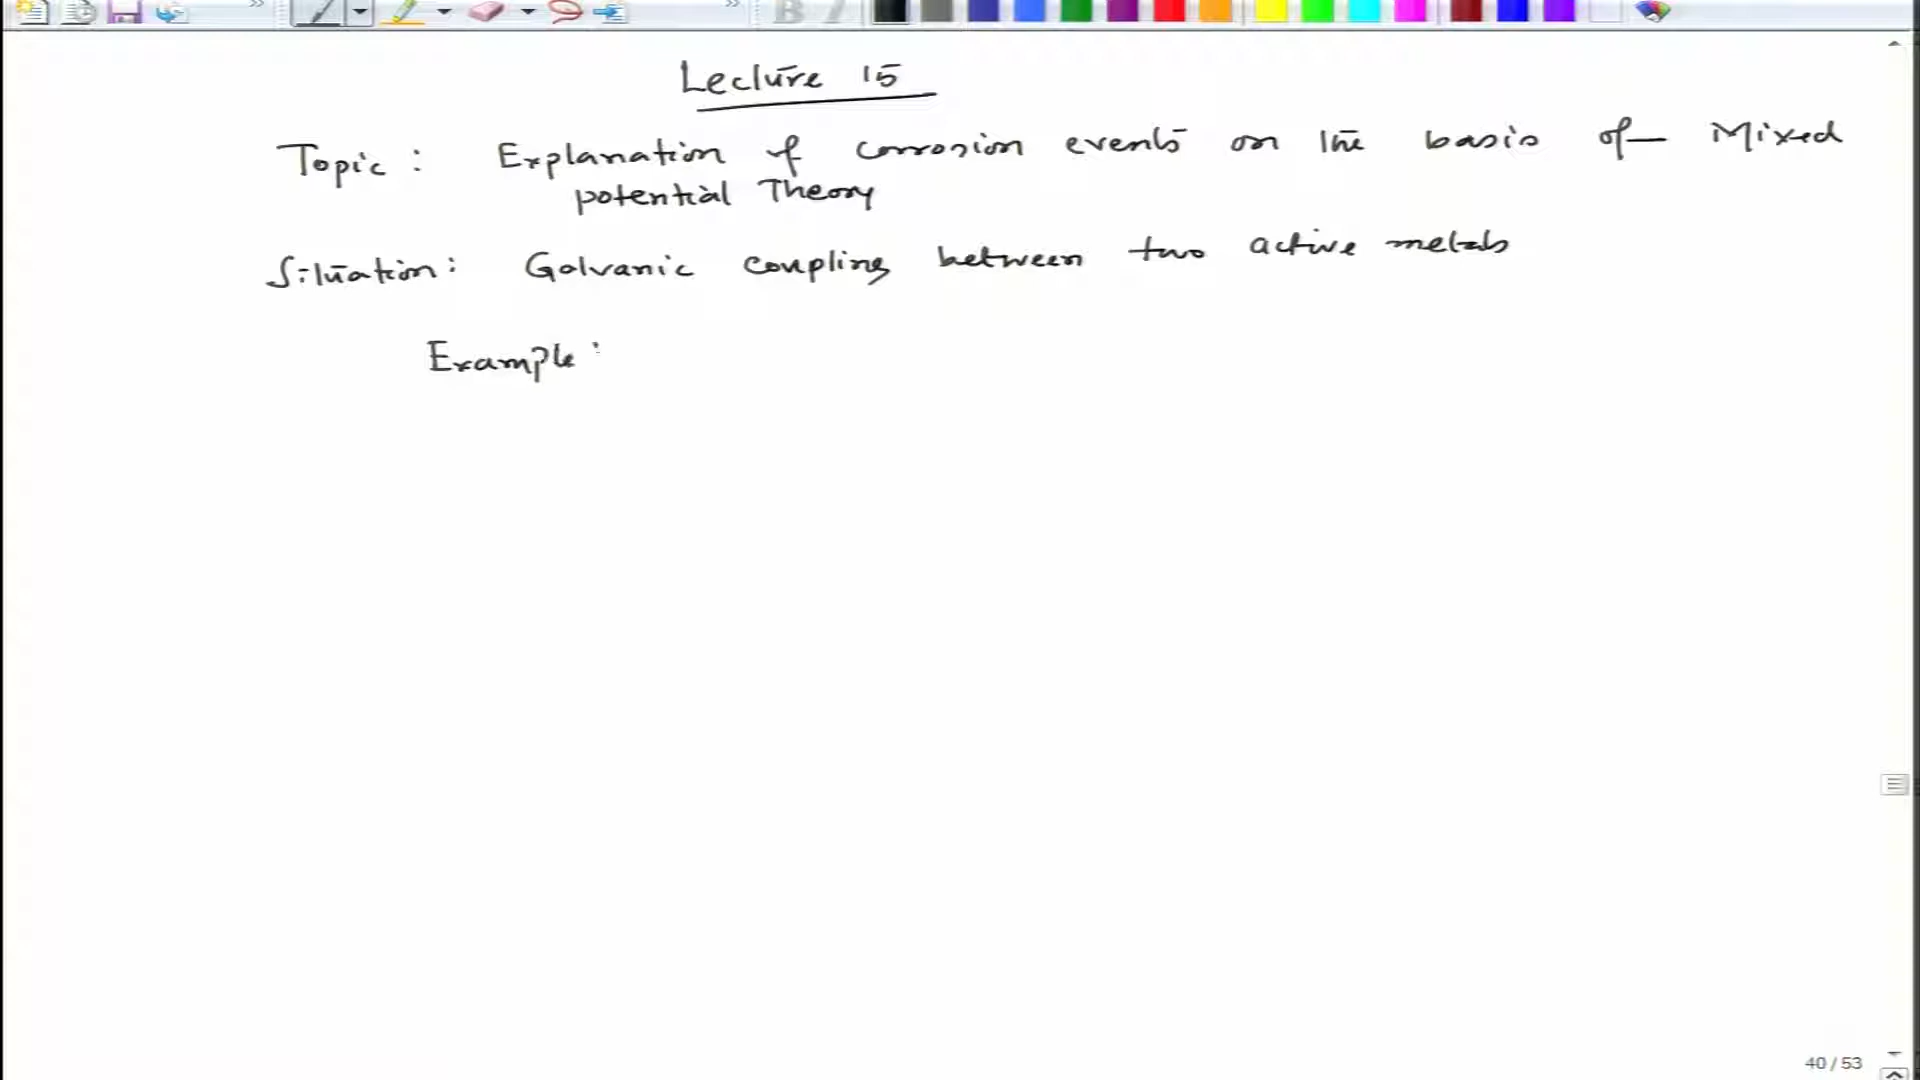 Lecture 15
Topic : Explanation of corrosion events on the basis of Mixed
potential Theory
Situation : Galvanic coupling between two active metals
Example :
40 / 53